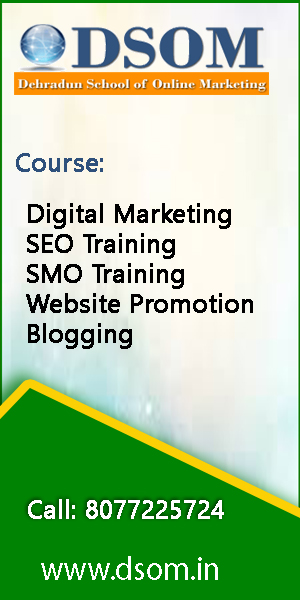 DSOM
Dehradun School of Online Marketing
Course:
Digital Marketing
SEO Training
SMO Training
Website Promotion
Blogging
Call: 8077225724
www.dsom.in